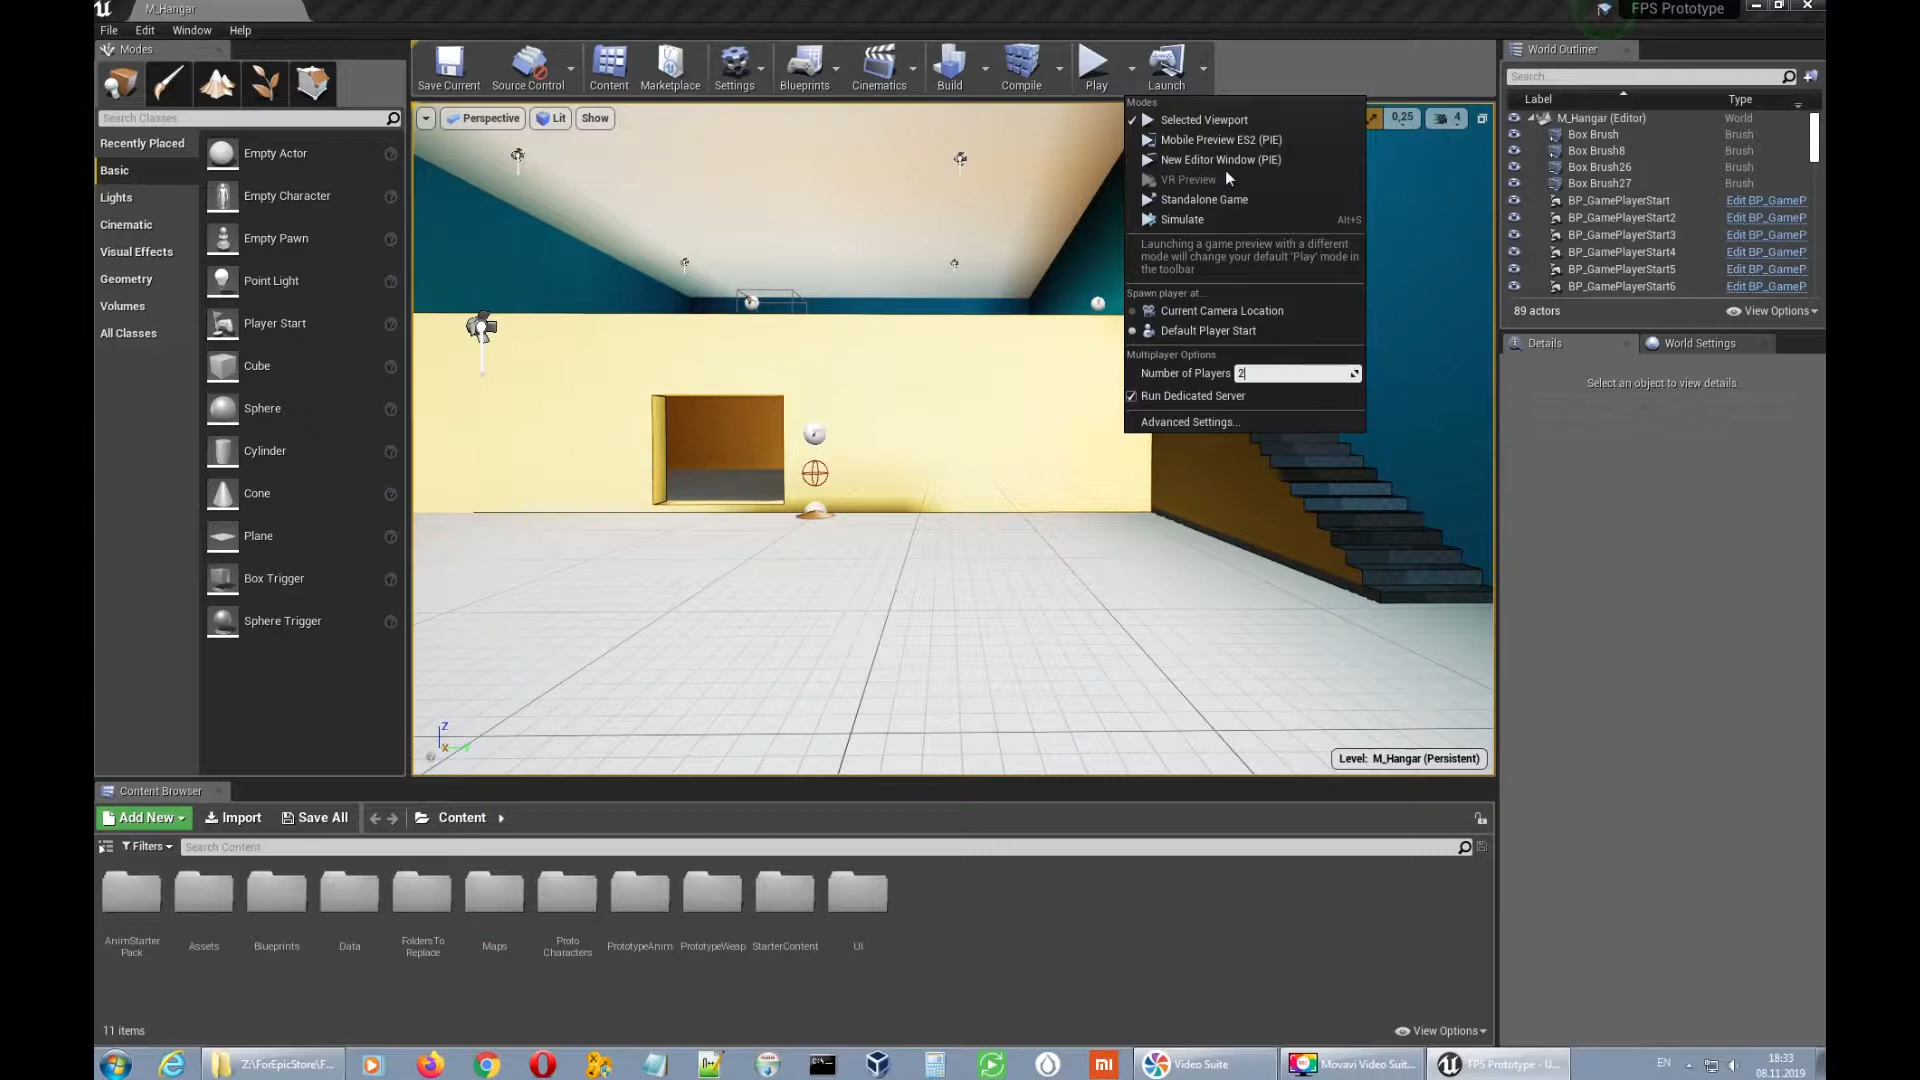 M_Hangar
FPS Prototype
File Edit Window Help
Modes
Search Classes
Recently Placed
Basic
Lights
Cinematic
Visual Effects
Geometry
Volumes
All Classes
Empty Actor
Empty Character
Empty Pawn
Point Light
Player Start
Cube
Sphere
Cylinder
Cone
Plane
Box Trigger
Sphere Trigger
Save Current Source Control Content Marketplace Settings Blueprints Cinematics Build Compile Play Launch
Perspective Lit Show
0,25 4
Modes
Selected Viewport
Mobile Preview ES2 (PIE)
New Editor Window (PIE)
VR Preview
Standalone Game
Simulate Alt+S
Launching a game preview with a different
mode will change your default 'Play' mode in
the toolbar
Spawn player at...
Current Camera Location
Default Player Start
Multiplayer Options
Number of Players 2
Run Dedicated Server
Advanced Settings...
Z
X Y
Level: M_Hangar (Persistent)
World Outliner
Search...
Label Type
M_Hangar (Editor) World
Box Brush Brush
Box Brush8 Brush
Box Brush26 Brush
Box Brush27 Brush
BP_GamePlayerStart Edit BP_GameP
BP_GamePlayerStart2 Edit BP_GameP
BP_GamePlayerStart3 Edit BP_GameP
BP_GamePlayerStart4 Edit BP_GameP
BP_GamePlayerStart5 Edit BP_GameP
BP_GamePlayerStart6 Edit BP_GameP
89 actors View Options
Details World Settings
Select an object to view details.
Content Browser
Add New Import Save All Content
Filters Search Content
AnimStarter
Pack
Assets
Blueprints
Data
FoldersTo
Replace
Maps
Proto
Characters
PrototypeAnim
PrototypeWeap
StarterContent
UI
11 items View Options
Z:\ForEpicStore\F...
Video Suite
Movavi Video Suit...
FPS Prototype - U...
EN
18:33
08.11.2019
mi